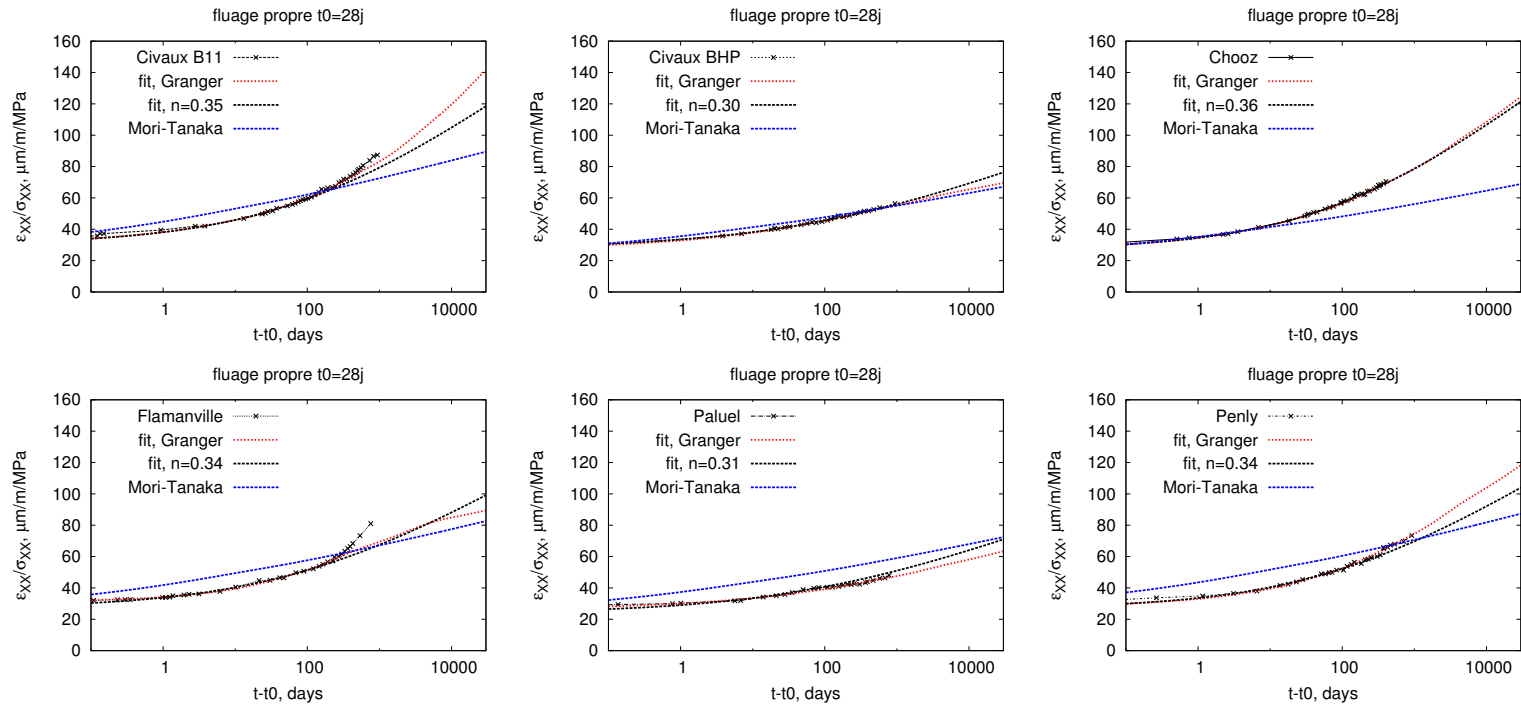 fluage propre t0=28j
160
140
120
100
80
60
40
20
0
Civaux B11
fit, Granger
fit, n=0.35
Mori-Tanaka
εXX/σXX, µm/m/MPa
1
100
10000
t-t0, days
fluage propre t0=28j
160
140
120
100
80
60
40
20
0
Civaux BHP
fit, Granger
fit, n=0.30
Mori-Tanaka
εXX/σXX, µm/m/MPa
1
100
10000
t-t0, days
fluage propre t0=28j
160
140
120
100
80
60
40
20
0
Chooz
fit, Granger
fit, n=0.36
Mori-Tanaka
εXX/σXX, µm/m/MPa
1
100
10000
t-t0, days
fluage propre t0=28j
160
140
120
100
80
60
40
20
0
Flamanville
fit, Granger
fit, n=0.34
Mori-Tanaka
εXX/σXX, µm/m/MPa
1
100
10000
t-t0, days
fluage propre t0=28j
160
140
120
100
80
60
40
20
0
Paluel
fit, Granger
fit, n=0.31
Mori-Tanaka
εXX/σXX, µm/m/MPa
1
100
10000
t-t0, days
fluage propre t0=28j
160
140
120
100
80
60
40
20
0
Penly
fit, Granger
fit, n=0.34
Mori-Tanaka
εXX/σXX, µm/m/MPa
1
100
10000
t-t0, days